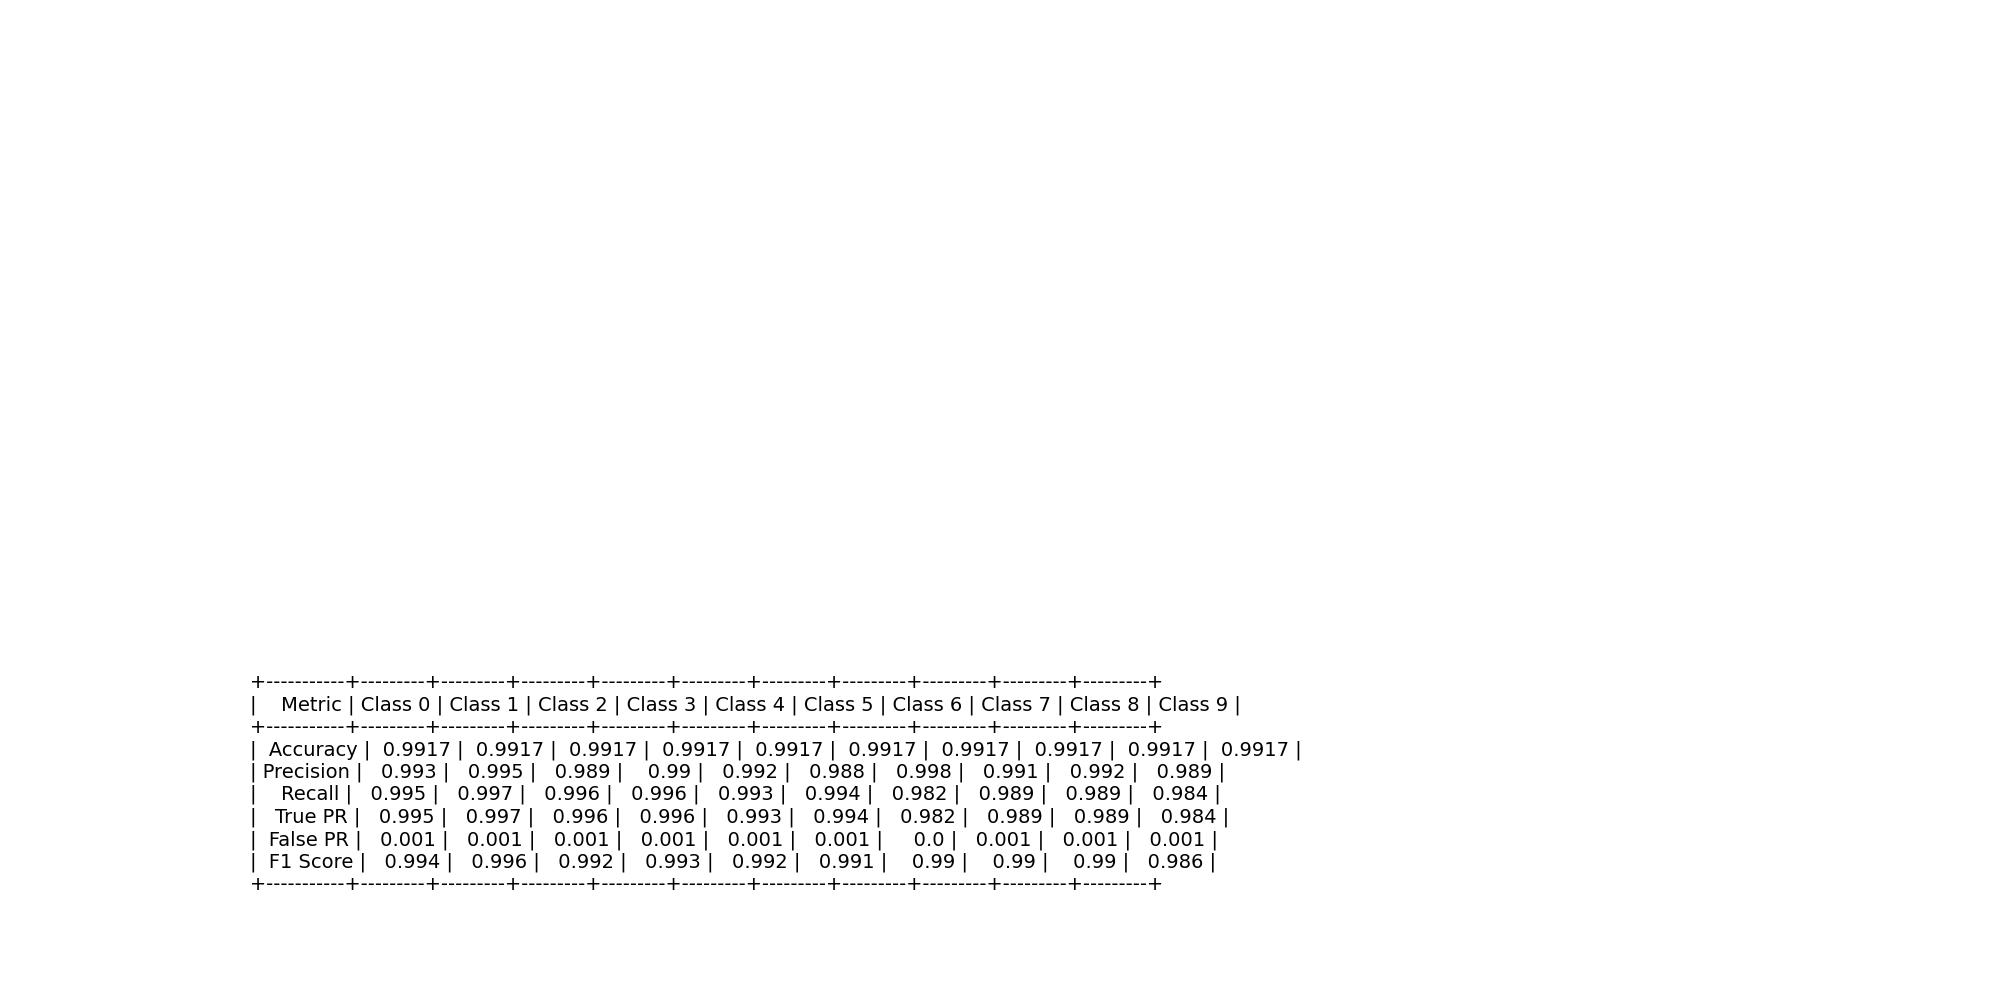 +-----------+---------+---------+---------+---------+---------+---------+---------+---------+---------+---------+
|    Metric | Class 0 | Class 1 | Class 2 | Class 3 | Class 4 | Class 5 | Class 6 | Class 7 | Class 8 | Class 9 |
+-----------+---------+---------+---------+---------+---------+---------+---------+---------+---------+---------+
|  Accuracy |  0.9917 |  0.9917 |  0.9917 |  0.9917 |  0.9917 |  0.9917 |  0.9917 |  0.9917 |  0.9917 |  0.9917 |
| Precision |   0.993 |   0.995 |   0.989 |    0.99 |   0.992 |   0.988 |   0.998 |   0.991 |   0.992 |   0.989 |
|    Recall |   0.995 |   0.997 |   0.996 |   0.996 |   0.993 |   0.994 |   0.982 |   0.989 |   0.989 |   0.984 |
|   True PR |   0.995 |   0.997 |   0.996 |   0.996 |   0.993 |   0.994 |   0.982 |   0.989 |   0.989 |   0.984 |
|  False PR |   0.001 |   0.001 |   0.001 |   0.001 |   0.001 |   0.001 |     0.0 |   0.001 |   0.001 |   0.001 |
|  F1 Score |   0.994 |   0.996 |   0.992 |   0.993 |   0.992 |   0.991 |    0.99 |    0.99 |    0.99 |   0.986 |
+-----------+---------+---------+---------+---------+---------+---------+---------+---------+---------+---------+